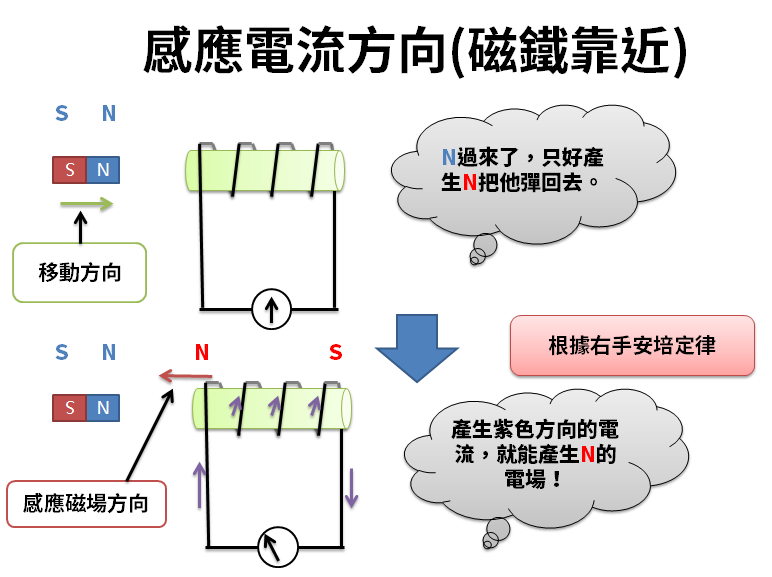 感應電流方向(磁鐵靠近)
S N
S N
N過來了，只好產
生N把他彈回去。
移動方向
S N N S
根據右手安培定律
S N
產生紫色方向的電
流，就能產生N的
電場！
感應磁場方向